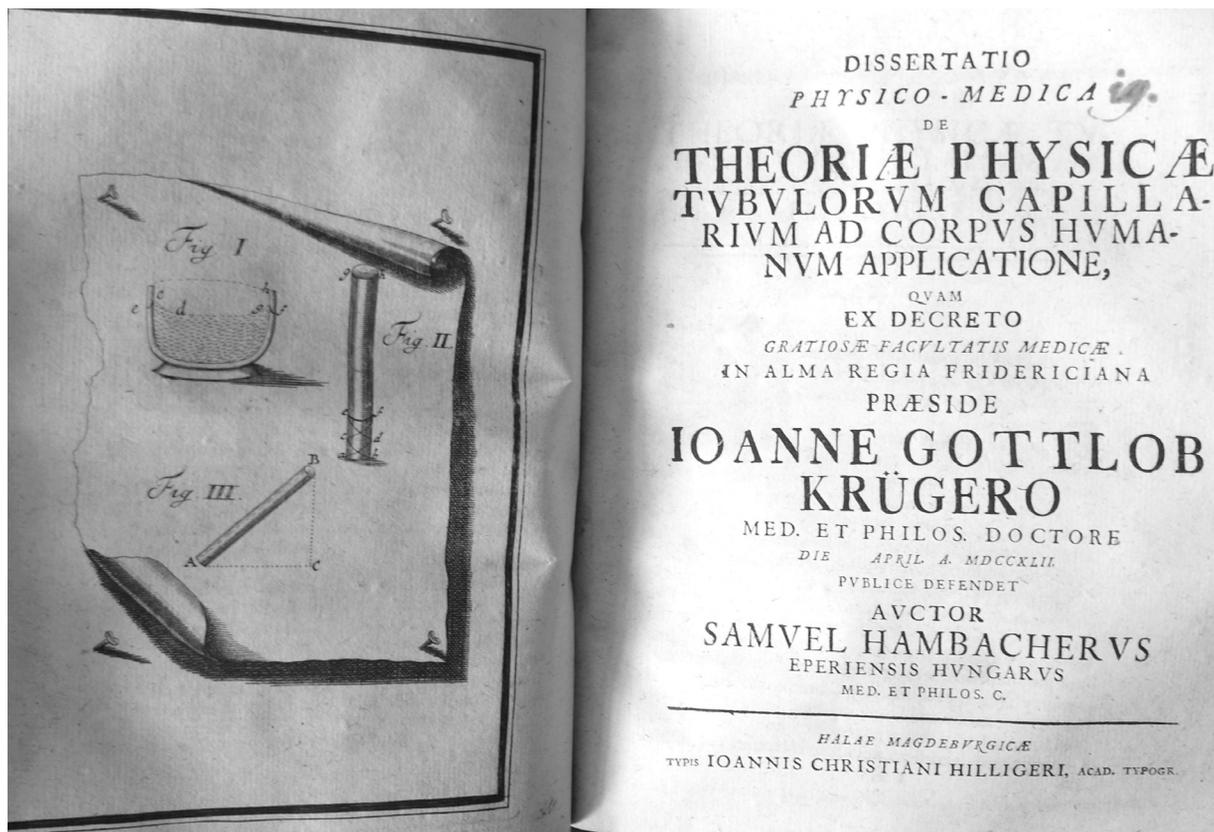 Fig I
c
h
e
d
g
f
g
h
Fig. II.
e
f
c
d
a
b
Fig. III.
B
A
C
DISSERTATIO
PHYSICO - MEDICA
DE
THEORIÆ PHYSICÆ
TVBVLORVM CAPILLA-
RIVM AD CORPVS HVMA-
NVM APPLICATIONE,
QVAM
EX DECRETO
GRATIOSÆ FACVLTATIS MEDICÆ
IN ALMA REGIA FRIDERICIANA
PRÆSIDE
IOANNE GOTTLOB
KRÜGERO
MED. ET PHILOS. DOCTORE
DIE APRIL. A. MDCCXLII.
PVBLICE DEFENDET
AVCTOR
SAMVEL HAMBACHERVS
EPERIENSIS HVNGARVS
MED. ET PHILOS. C.
HALAE MAGDEBVRGICÆ
TYPIS IOANNIS CHRISTIANI HILLIGERI, ACAD. TYPOGR.